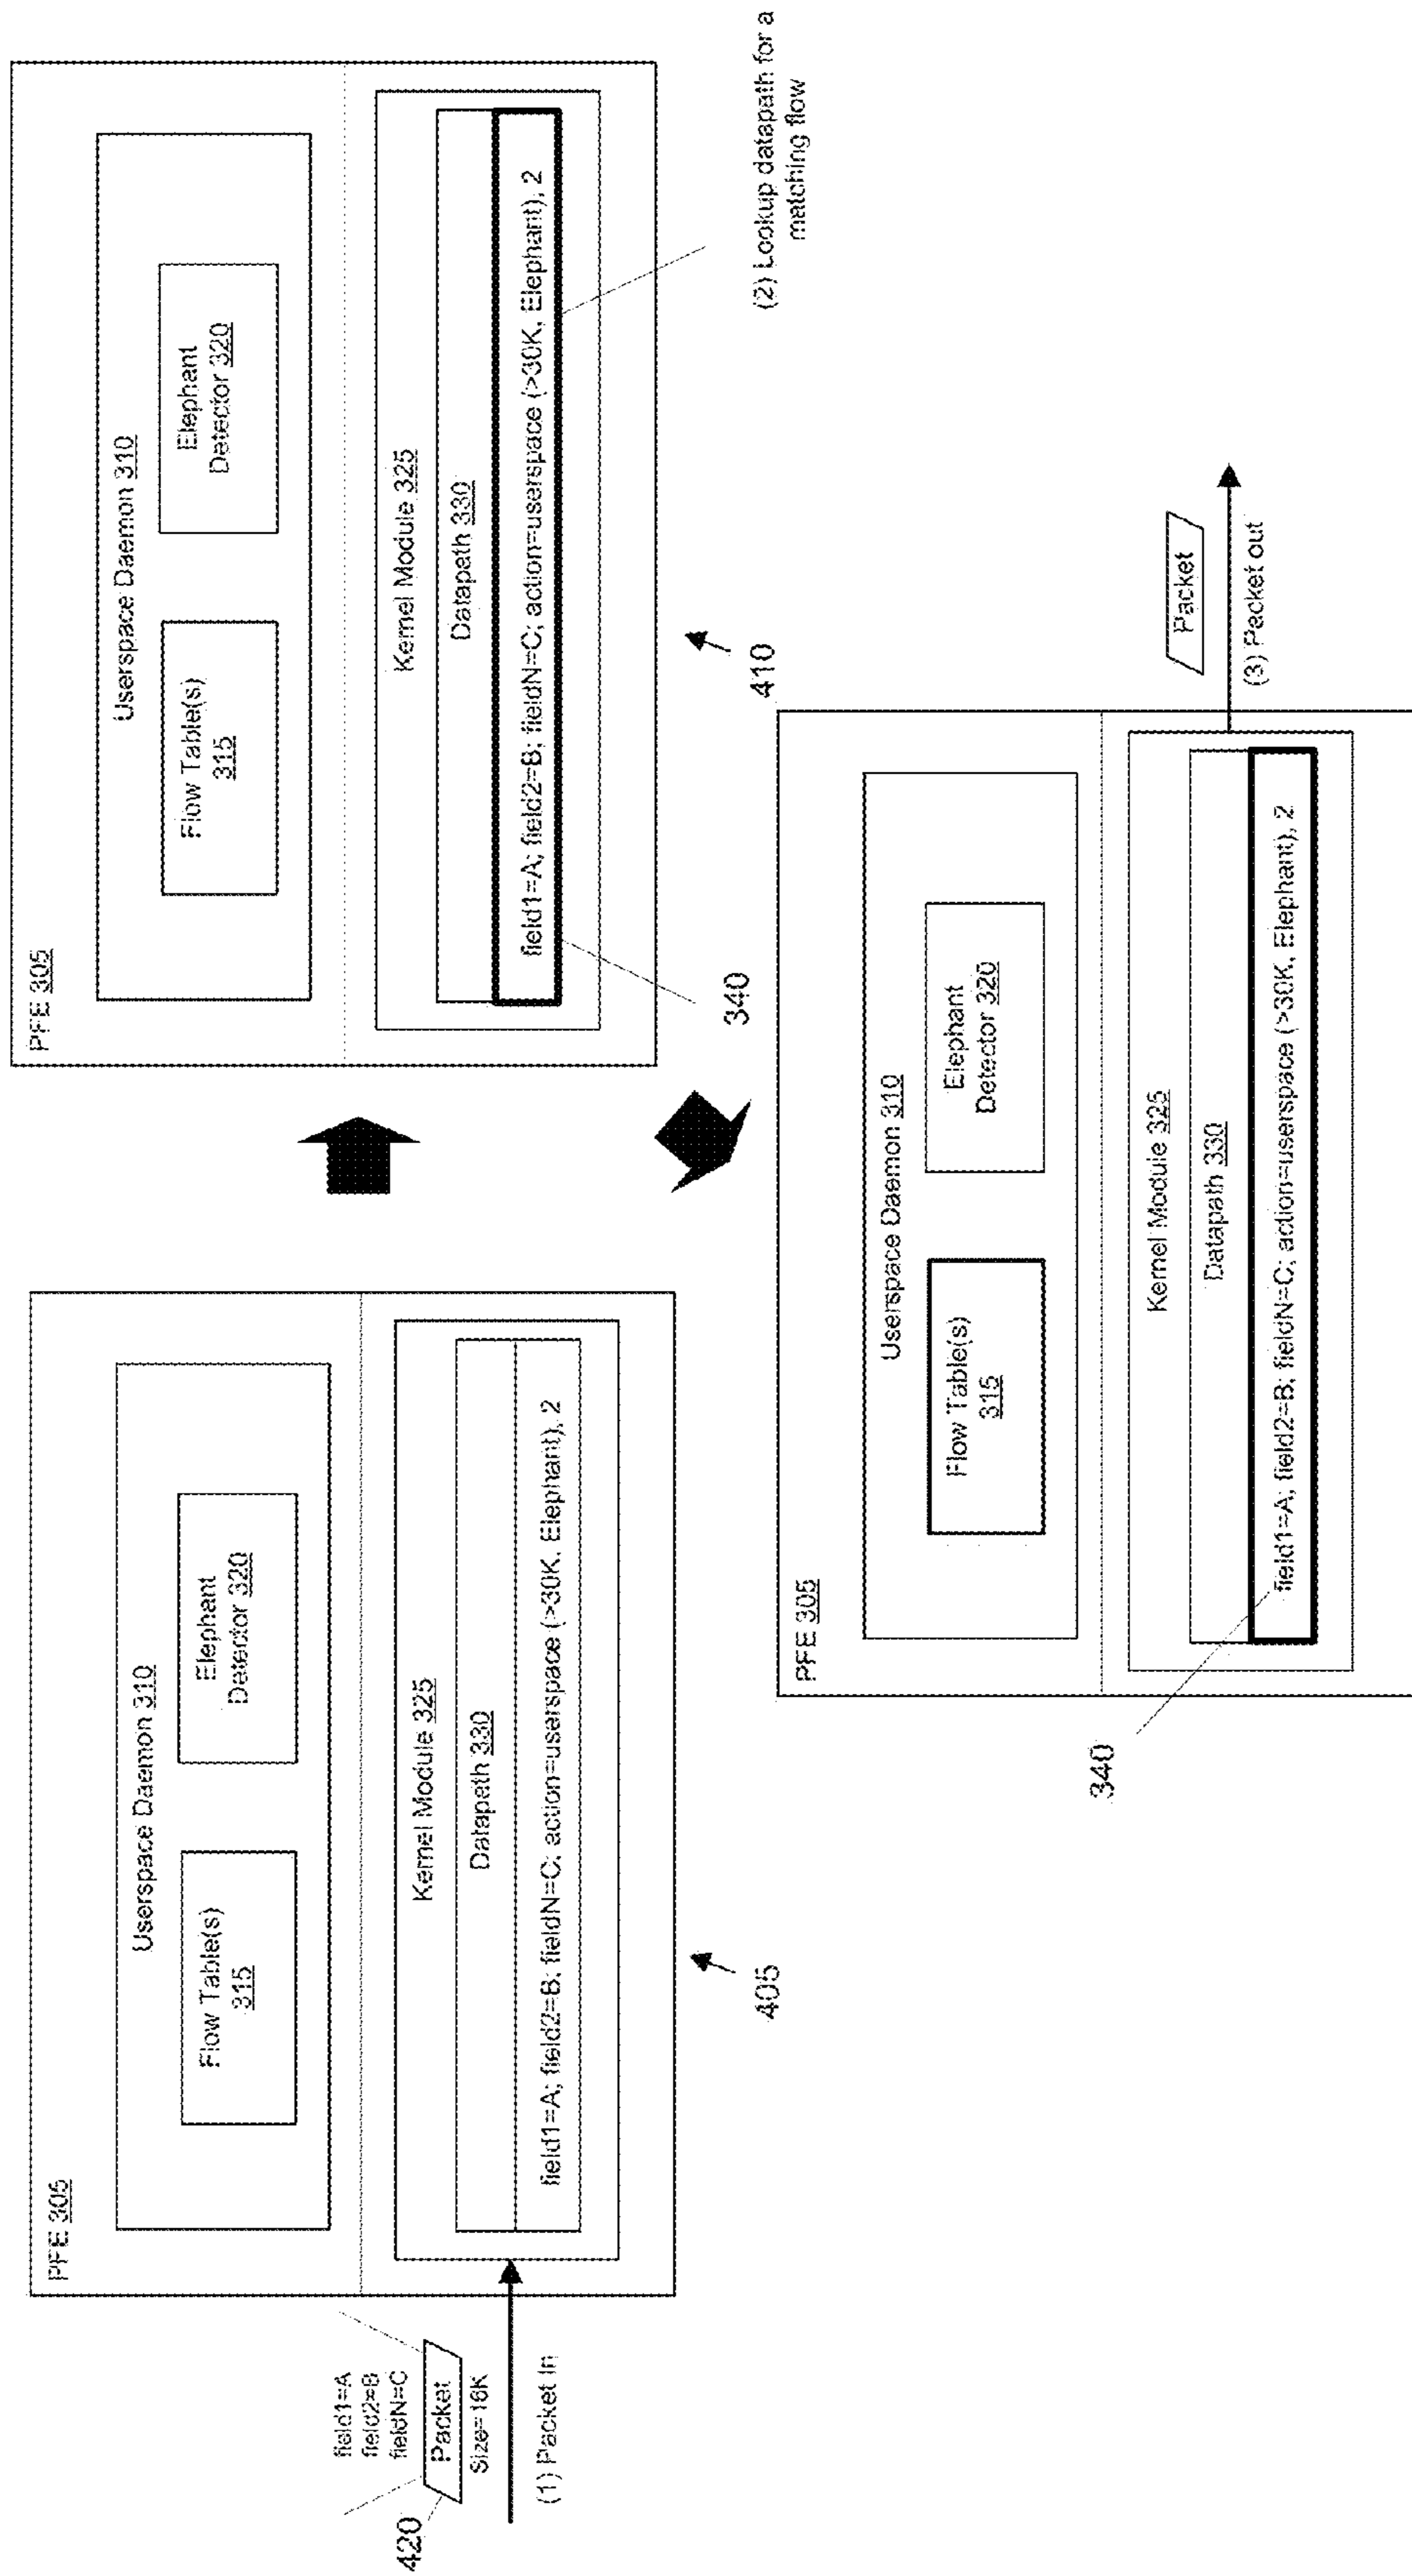 PFE 305
Userspace Daemon 310
Flow Table(s)
315
Elephant
Detector 320
Kernel Module 325
Datapath 330
field1=A; field2=B; fieldN=C; action=userspace (>30K, Elephant), 2
field1=A
field2=B
fieldN=C
Packet
Size=16K
420
(1) Packet In
405
PFE 305
Userspace Daemon 310
Flow Table(s)
315
Elephant
Detector 320
Kernel Module 325
Datapath 330
field1=A; field2=B; fieldN=C; action=userspace (>30K, Elephant), 2
340
410
(2) Lookup datapath for a
matching flow
PFE 305
Userspace Daemon 310
Flow Table(s)
315
Elephant
Detector 320
Kernel Module 325
Datapath 330
field1=A; field2=B; fieldN=C; action=userspace (>30K, Elephant), 2
340
Packet
(3) Packet out